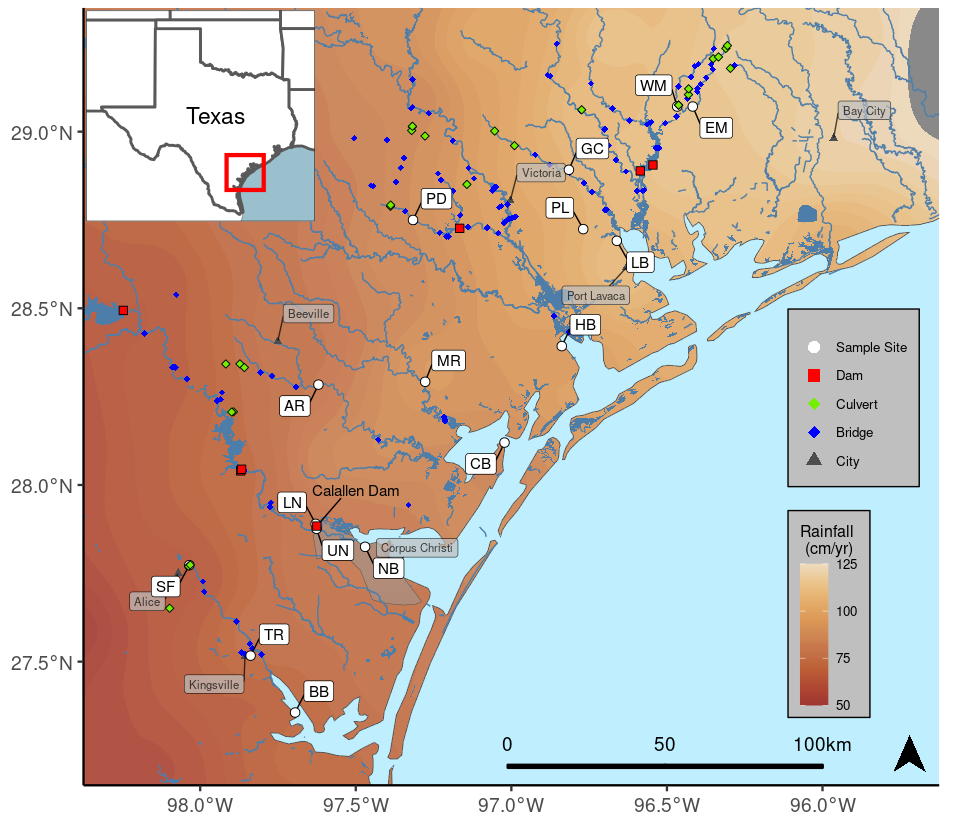 Texas
29.0°N
28.5°N
28.0°N
27.5°N
98.0°W
97.5°W
97.0°W
96.5°W
96.0°W
WM
EM
Bay City
GC
Victoria
PD
PL
LB
Port Lavaca
HB
Beeville
MR
AR
CB
LN
Calallen Dam
UN
Corpus Christi
NB
SF
Alice
TR
Kingsville
BB
Sample Site
Dam
Culvert
Bridge
City
Rainfall
(cm/yr)
125
100
75
50
0 50 100km